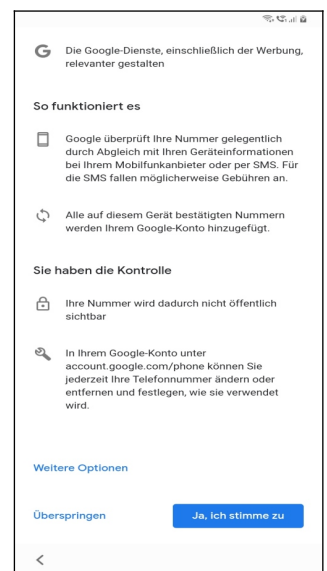 Die Google-Dienste, einschließlich der Werbung,
relevanter gestalten
So funktioniert es
Google überprüft Ihre Nummer gelegentlich
durch Abgleich mit Ihren Geräteinformationen
bei Ihrem Mobilfunkanbieter oder per SMS. Für
die SMS fallen möglicherweise Gebühren an.
Alle auf diesem Gerät bestätigten Nummern
werden Ihrem Google-Konto hinzugefügt.
Sie haben die Kontrolle
Ihre Nummer wird dadurch nicht öffentlich
sichtbar
In Ihrem Google-Konto unter
account.google.com/phone können Sie
jederzeit Ihre Telefonnummer ändern oder
entfernen und festlegen, wie sie verwendet
wird.
Weitere Optionen
Überspringen Ja, ich stimme zu